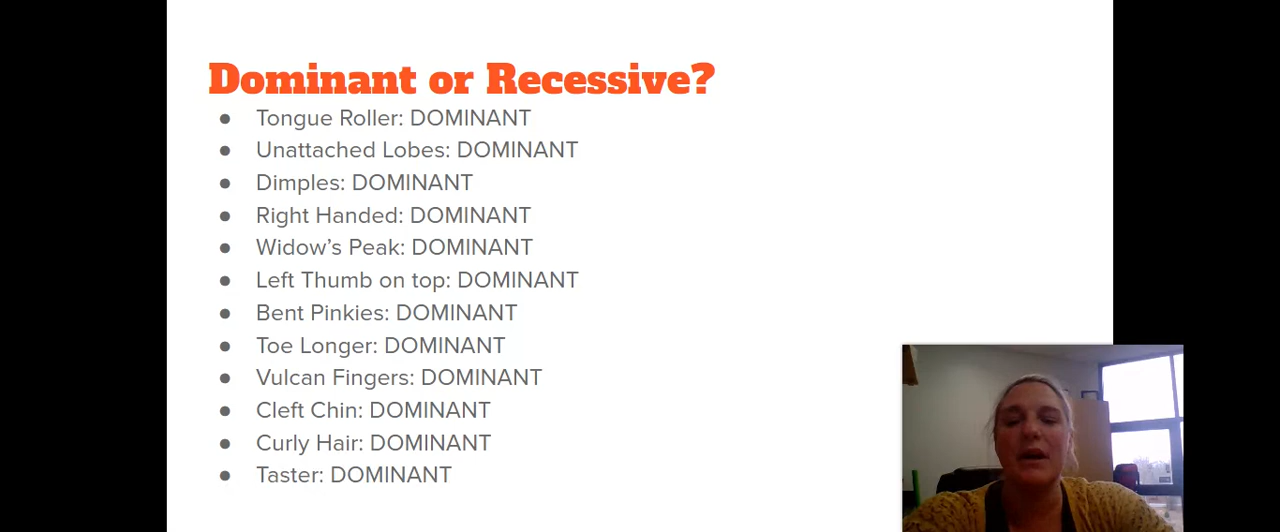 Dominant or Recessive?
● Tongue Roller: DOMINANT
● Unattached Lobes: DOMINANT
● Dimples: DOMINANT
● Right Handed: DOMINANT
● Widow’s Peak: DOMINANT
● Left Thumb on top: DOMINANT
● Bent Pinkies: DOMINANT
● Toe Longer: DOMINANT
● Vulcan Fingers: DOMINANT
● Cleft Chin: DOMINANT
● Curly Hair: DOMINANT
● Taster: DOMINANT